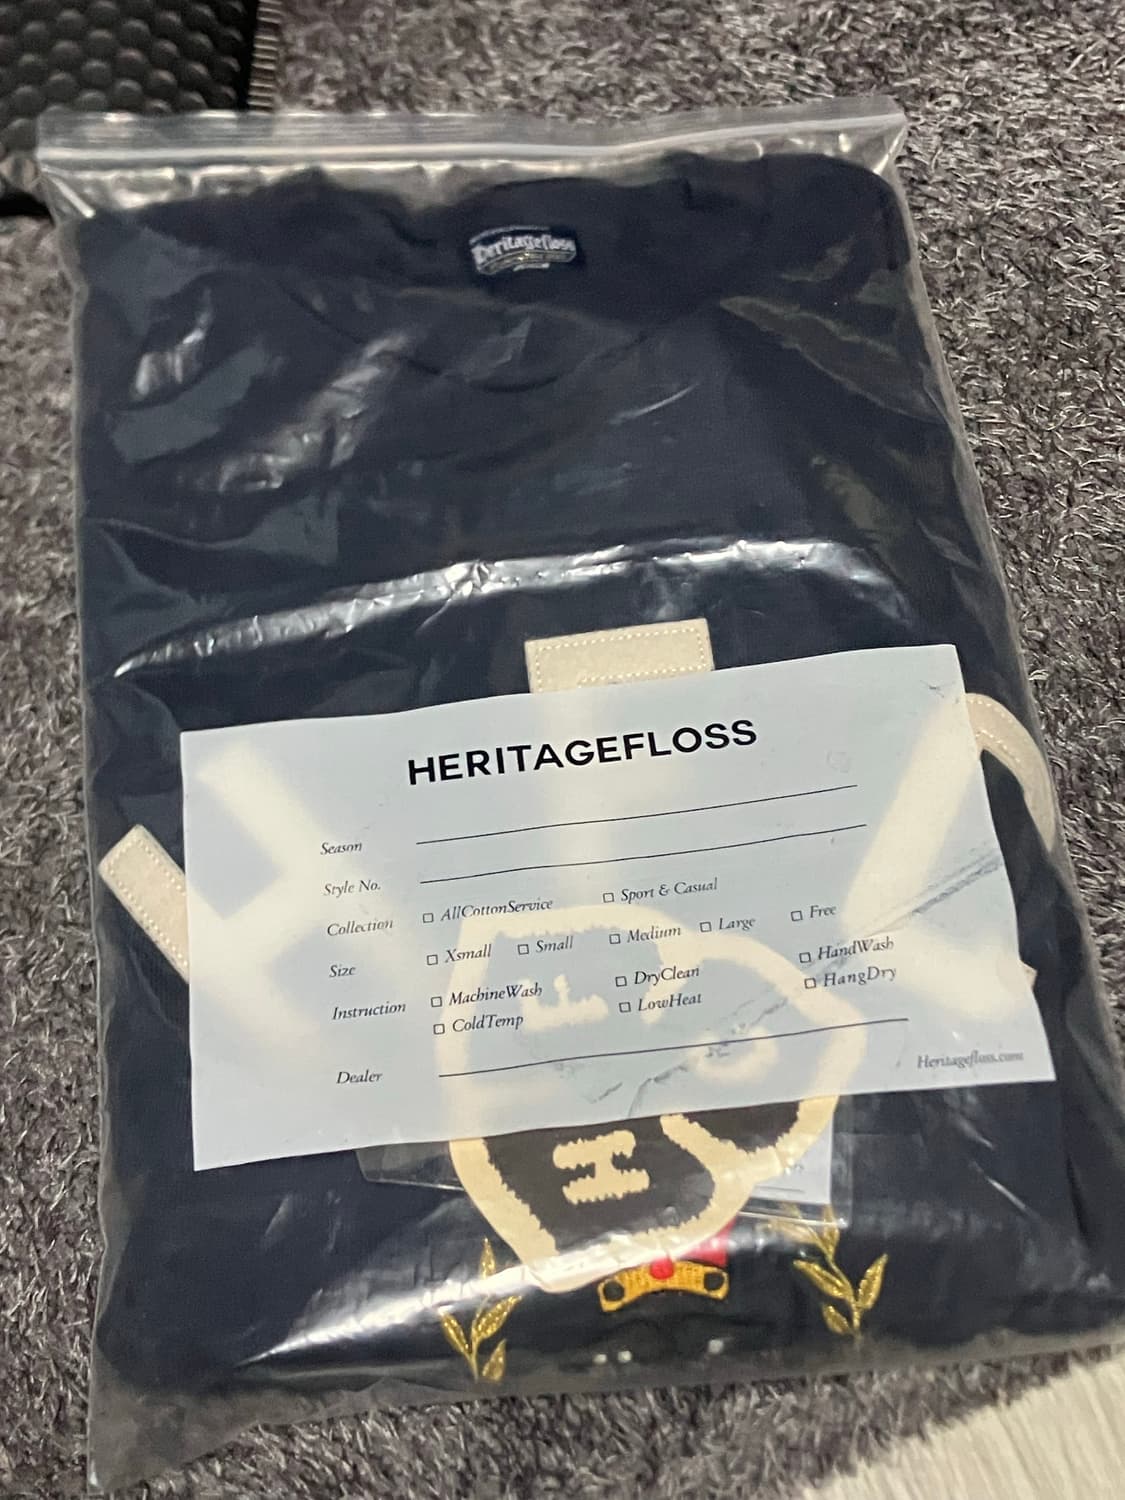 Heritagefloss
HERITAGEFLOSS
Season
Style No.
Collection ☐ AllCottonService ☐ Sport & Casual
Size ☐ Xsmall ☐ Small ☐ Medium ☐ Large ☐ Free
Instruction ☐ MachineWash ☐ DryClean ☐ HandWash
☐ ColdTemp ☐ LowHeat ☐ HangDry
Dealer
Heritagefloss.com
H